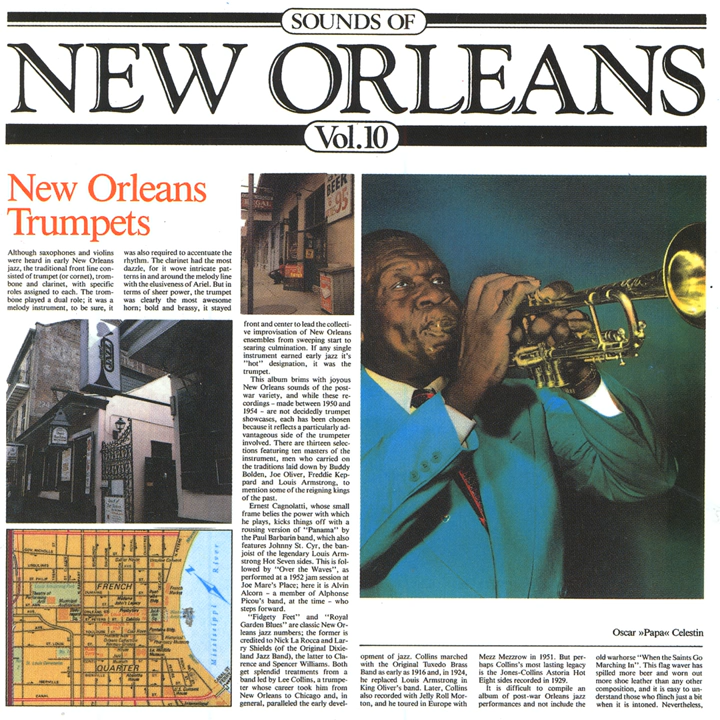 SOUNDS OF
NEW ORLEANS
Vol.10
New Orleans
Trumpets
Although saxophones and violins
were heard in early New Orleans
jazz, the traditional front line con-
sisted of trumpet (or cornet), trom-
bone and clarinet, with specific
roles assigned to each. The trom-
bone played a dual role; it was a
melody instrument, to be sure, it
was also required to accentuate the
rhythm. The clarinet had the most
dazzle, for it wove intricate pat-
terns in and around the melody line
with the elusiveness of Ariel. But in
terms of sheer power, the trumpet
was clearly the most awesome
horn; bold and brassy, it stayed
REGAL
BEER
95
front and center to lead the collecti-
ve improvisation of New Orleans
ensembles from sweeping start to
searing culmination. If any single
instrument earned early jazz it's
"hot" designation, it was the
trumpet.
This album brims with joyous
New Orleans sounds of the post-
war variety, and while these re-
cordings – made between 1950 and
1954 – are not decidedly trumpet
showcases, each has been chosen
because it reflects a particularly ad-
vantageous side of the trumpeter
involved. There are thirteen selec-
tions featuring ten masters of the
instrument, men who carried on
the traditions laid down by Buddy
Bolden, Joe Oliver, Freddie Kep-
pard and Louis Armstrong, to
mention some of the reigning kings
of the past.
Ernest Cagnolatti, whose small
frame belies the power with which
he plays, kicks things off with a
rousing version of "Panama" by
the Paul Barbarin band, which also
features Johnny St. Cyr, the ban-
joist of the legendary Louis Arm-
strong Hot Seven sides. This is fol-
lowed by "Over the Waves", as
performed at a 1952 jam session at
Joe Mare's Place; here it is Alvin
Alcorn – a member of Alphonse
Picou's band, at the time – who
steps forward.
"Fidgety Feet" and "Royal
Garden Blues" are classic New Or-
leans jazz numbers; the former is
credited to Nick La Rocca and Lar-
ry Shields (of the Original Dixie-
land Jazz Band), the latter to Cla-
rence and Spencer Williams. Both
get splendid treatments from a
band led by Lee Collins, a trumpe-
ter whose career took him from
New Orleans to Chicago and, in
general, paralleled the early devel-
JAZZ
FRENCH
QUARTER
Mississippi River
N
CANAL
Oscar »Papa« Celestin
opment of jazz. Collins marched
with the Original Tuxedo Brass
Band as early as 1916 and in, 1924,
he replaced Louis Armstrong in
King Oliver's band. Later, Collins
also recorded with Jelly Roll Mor-
ton, and he toured in Europe with
Mezz Mezzrow in 1951. But per-
haps Collins's most lasting legacy
is the Jones-Collins Astoria Hot
Eight sides recorded in 1929.
It is difficult to compile an
album of post-war Orleans jazz
performances and not include the
old warhorse "When the Saints Go
Marching In". This flag waver has
spilled more beer and worn out
more shoe leather than any other
composition, and it is easy to un-
derstand those who flinch just a bit
when it is intoned. Nevertheless,